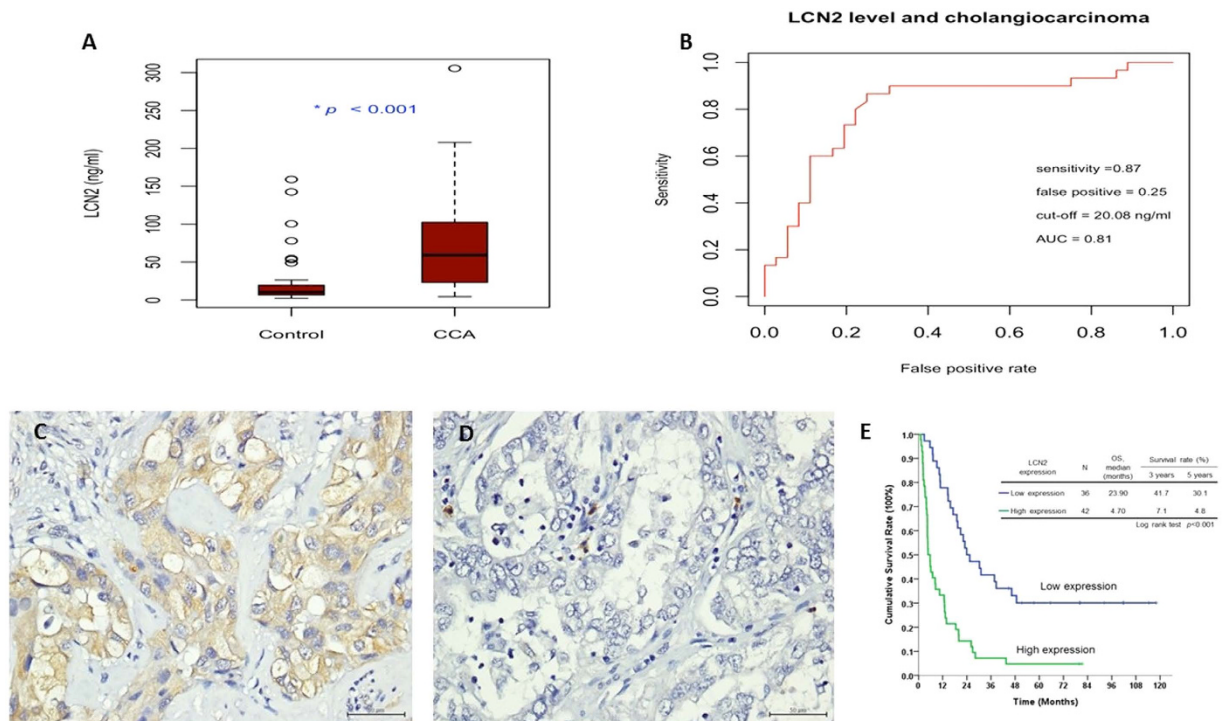 A
LCN2 (ng/ml)
300
250
200
150
100
50
0
* p < 0.001
Control CCA
LCN2 level and cholangiocarcinoma
B
Sensitivity
1.0
0.8
0.6
0.4
0.2
0.0
sensitivity =0.87
false positive = 0.25
cut-off = 20.08 ng/ml
AUC = 0.81
0.0 0.2 0.4 0.6 0.8 1.0
False positive rate
C
D
50 µm
E
Cumulative Survival Rate (100%)
1.0
0.9
0.8
0.7
0.6
0.5
0.4
0.3
0.2
0.1
0.0
LCN2 expression N OS, median (months) Survival rate (%)
3 years 5 years
Low expression 36 23.90 41.7 30.1
High expression 42 4.70 7.1 4.8
Log rank test p<0.001
Low expression
High expression
0 12 24 36 48 60 72 84 96 108 120
Time (Months)